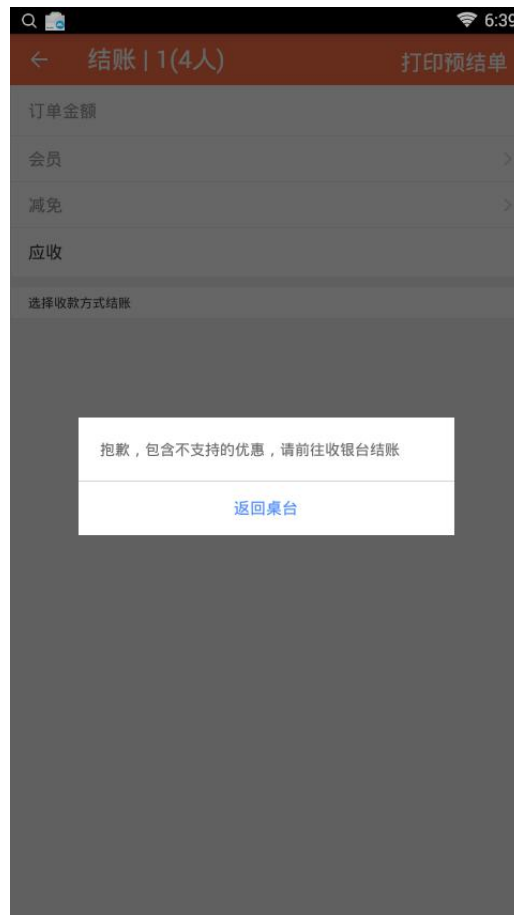 6:39
结账 | 1(4人)
打印预结单
订单金额
会员
减免
应收
选择收款方式结账
抱歉，包含不支持的优惠，请前往收银台结账
返回桌台